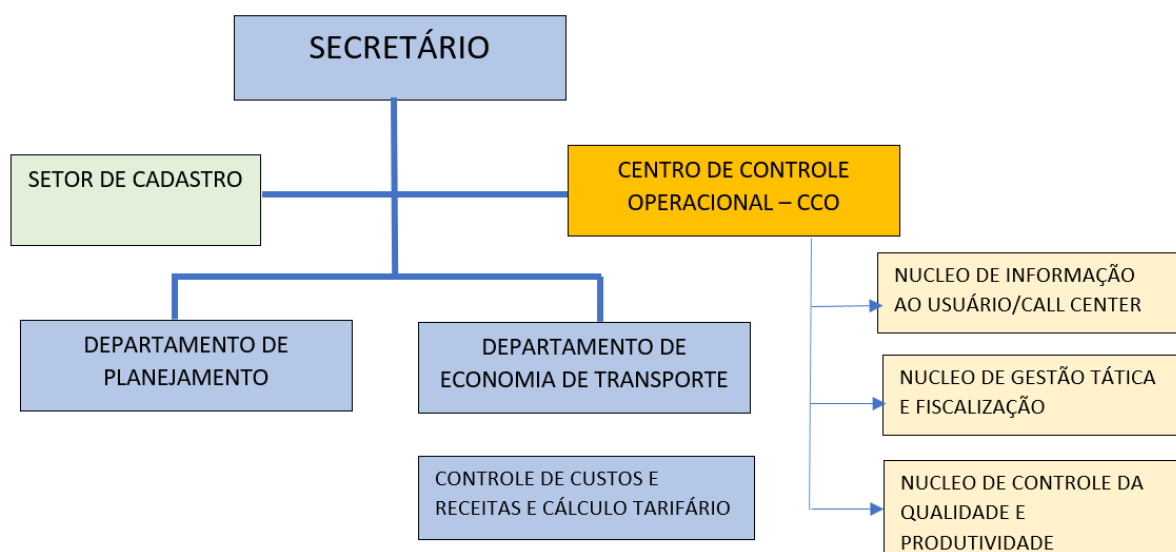 SECRETÁRIO
SETOR DE CADASTRO
CENTRO DE CONTROLE
OPERACIONAL – CCO
NUCLEO DE INFORMAÇÃO
AO USUÁRIO/CALL CENTER
DEPARTAMENTO DE
PLANEJAMENTO
DEPARTAMENTO DE
ECONOMIA DE TRANSPORTE
NUCLEO DE GESTÃO TÁTICA
E FISCALIZAÇÃO
CONTROLE DE CUSTOS E
RECEITAS E CÁLCULO TARIFÁRIO
NUCLEO DE CONTROLE DA
QUALIDADE E
PRODUTIVIDADE